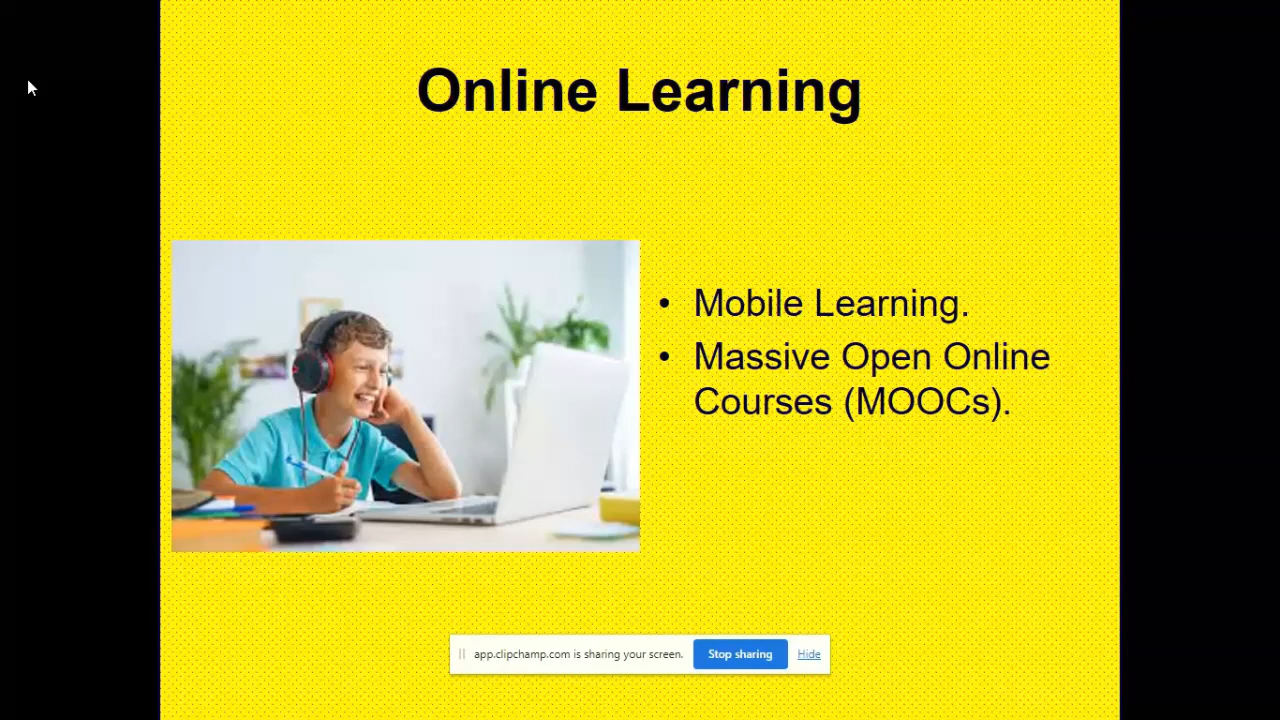 Online Learning
• Mobile Learning.
• Massive Open Online
Courses (MOOCs).
app.clipchamp.com is sharing your screen. Stop sharing Hide